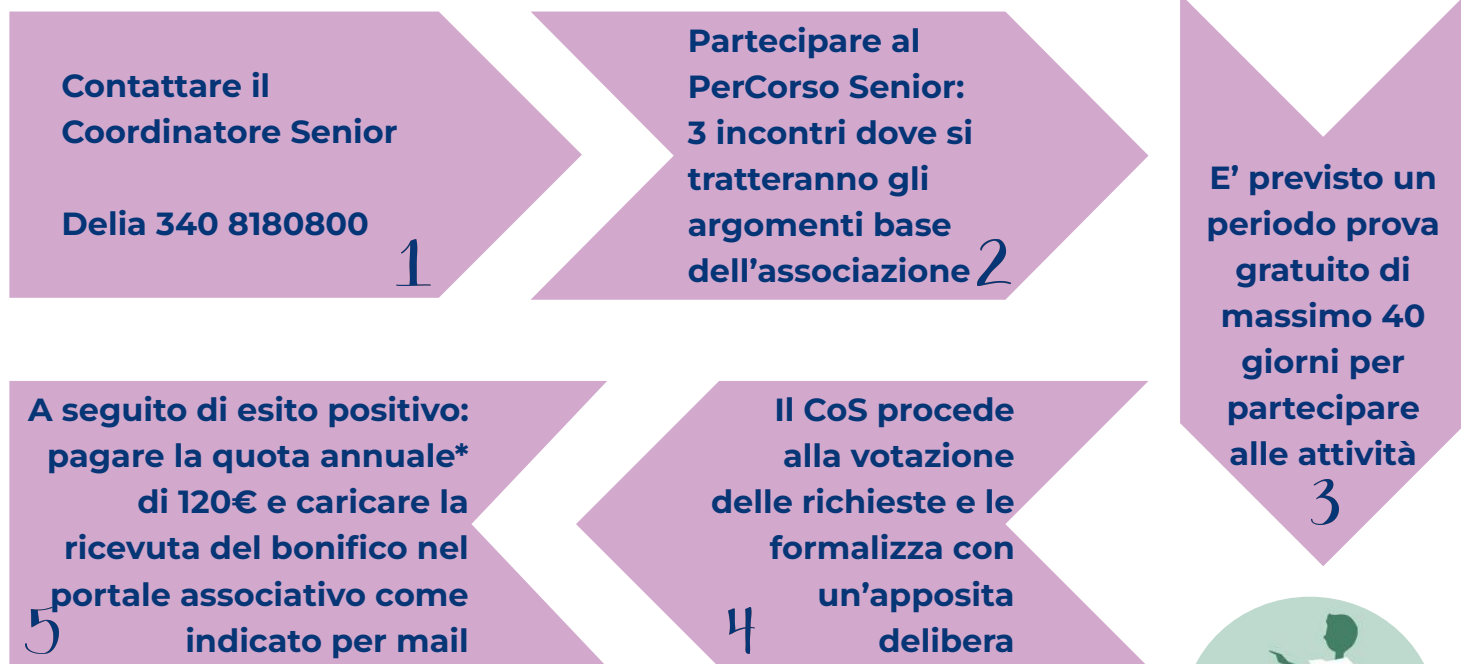 Contattare il
Coordinatore Senior
Delia 340 8180800
1
Partecipare al
PerCorso Senior:
3 incontri dove si
tratteranno gli
argomenti base
dell'associazione
2
E' previsto un
periodo prova
gratuito di
massimo 40
giorni per
partecipare
alle attività
3
Il CoS procede
alla votazione
delle richieste e le
formalizza con
un'apposita
delibera
4
A seguito di esito positivo:
pagare la quota annuale*
di 120€ e caricare la
ricevuta del bonifico nel
portale associativo come
indicato per mail
5